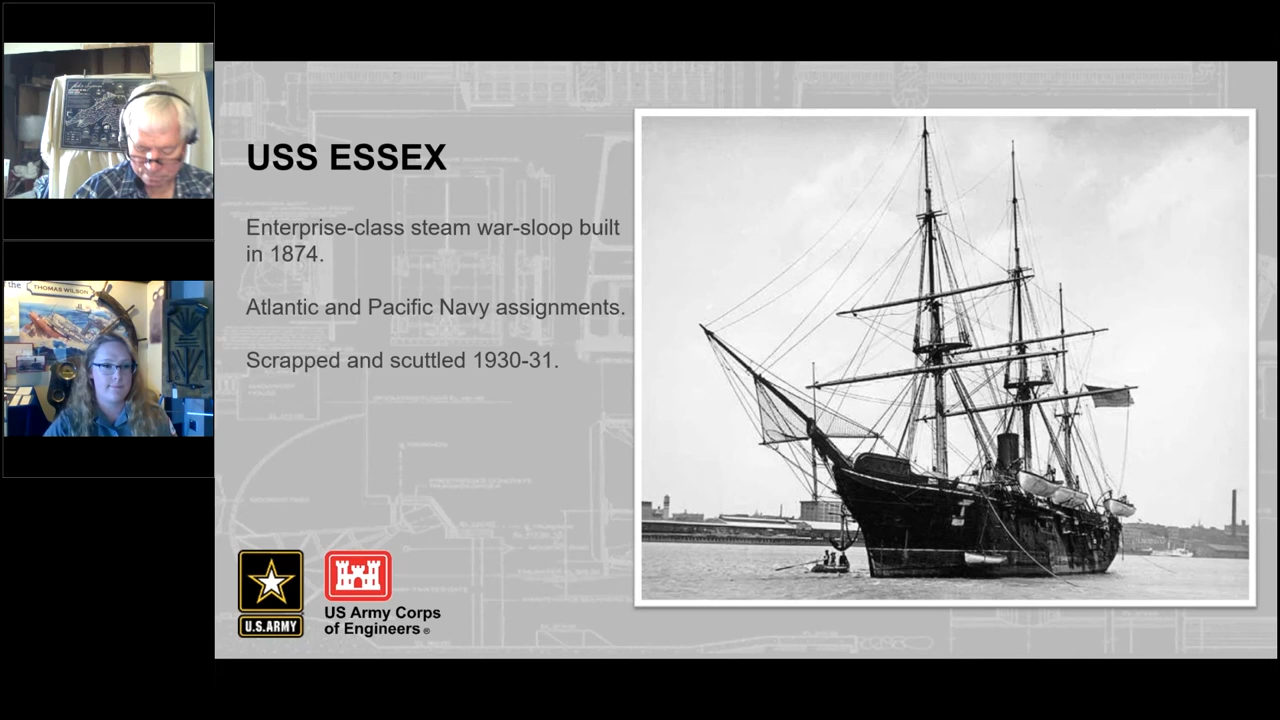 the
THOMAS WILSON
USS ESSEX
Enterprise-class steam war-sloop built
in 1874.
Atlantic and Pacific Navy assignments.
Scrapped and scuttled 1930-31.
U.S.ARMY
US Army Corps
of Engineers®